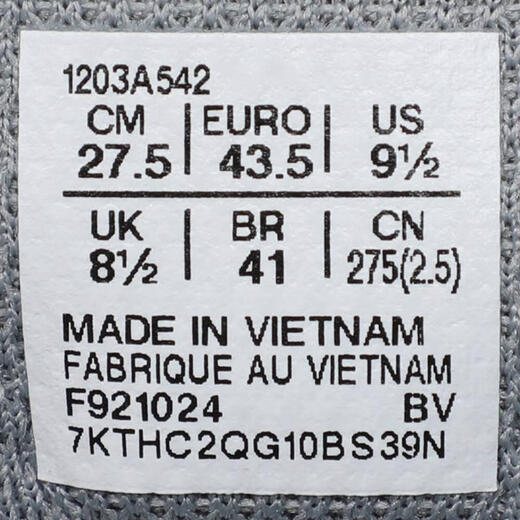 1203A542
CM | EURO | US
27.5 | 43.5 | 9½
UK | BR | CN
8½ | 41 | 275(2.5)
MADE IN VIETNAM
FABRIQUE AU VIETNAM
F921024 BV
7KTHC2QG10BS39N